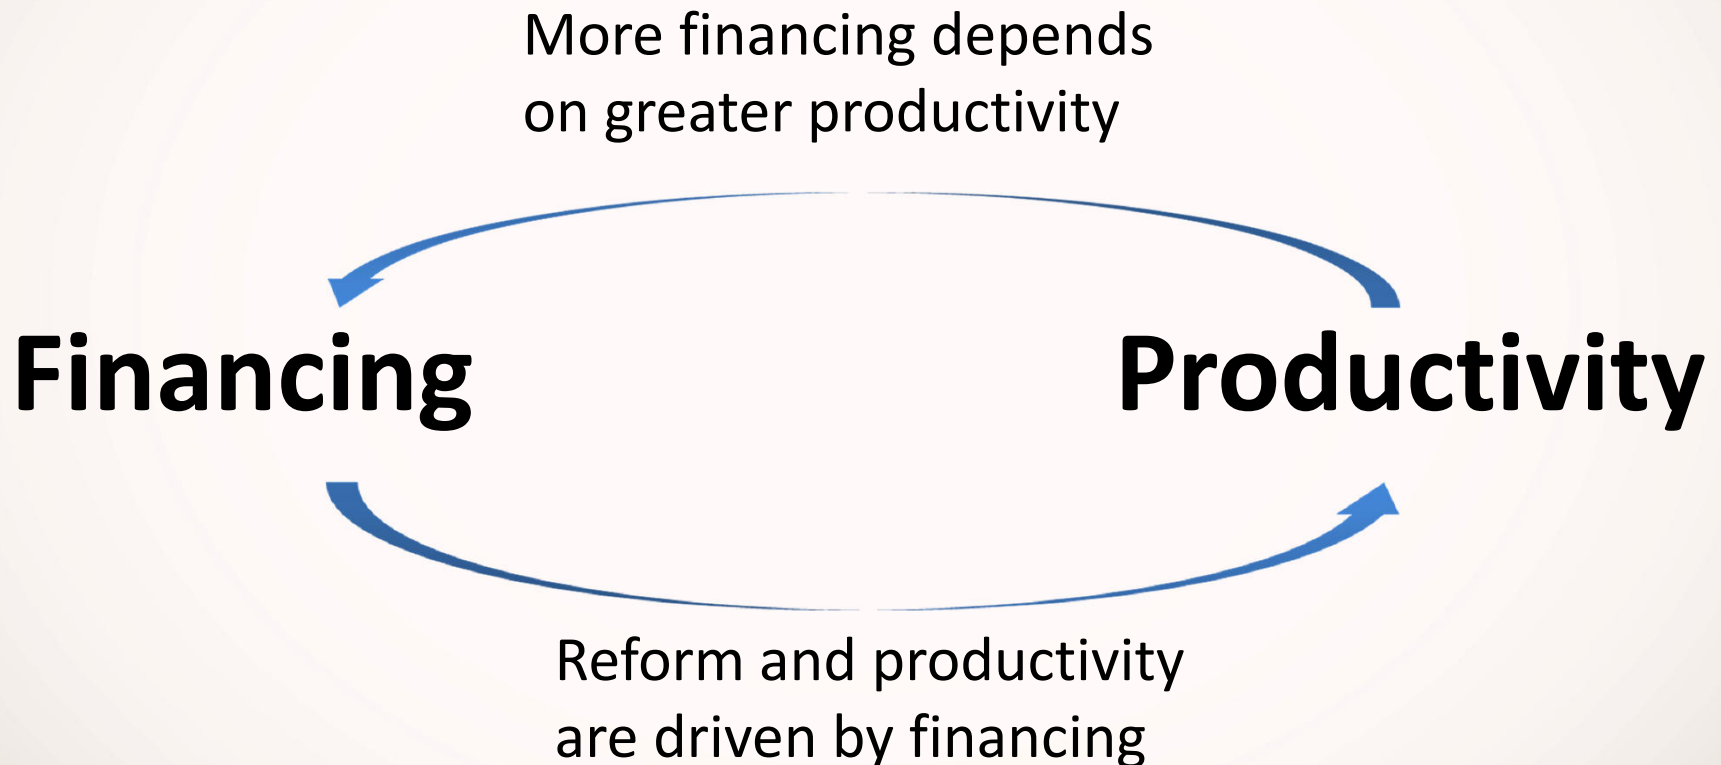 More financing depends
on greater productivity
Financing
Productivity
Reform and productivity
are driven by financing